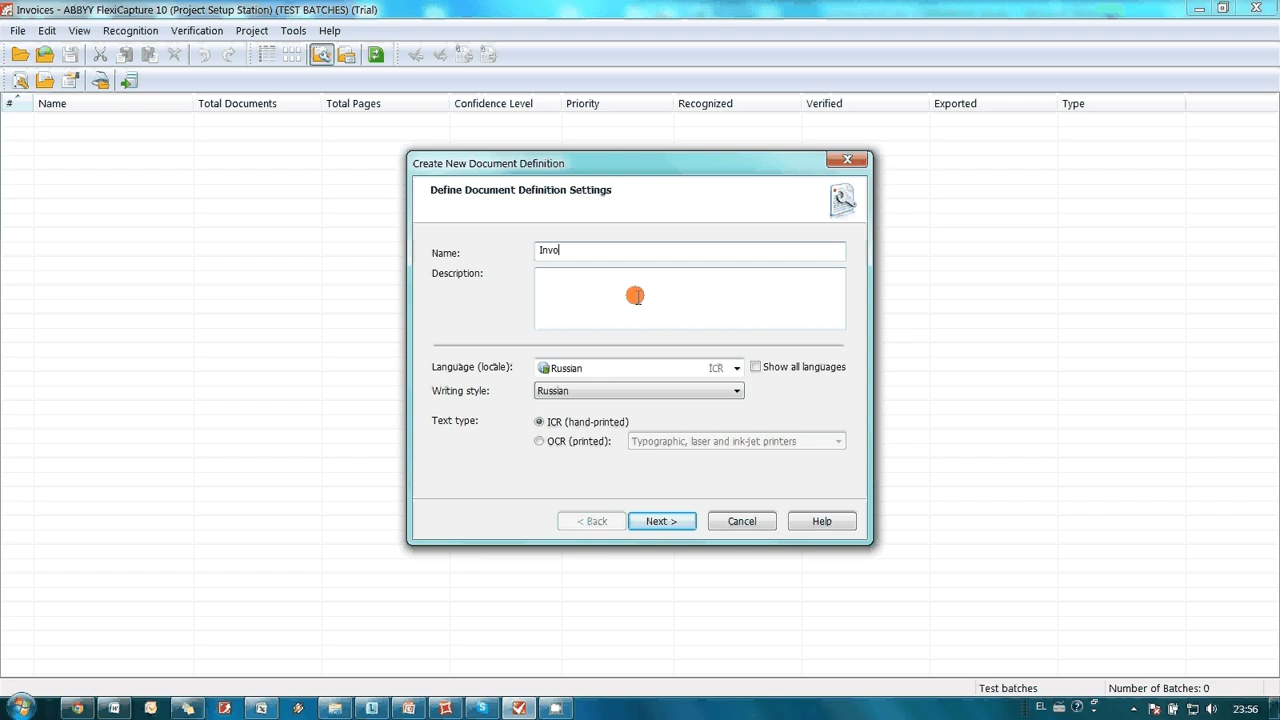 Invoices - ABBYY FlexiCapture 10 (Project Setup Station) (TEST BATCHES) (Trial)
File Edit View Recognition Verification Project Tools Help
# Name Total Documents Total Pages Confidence Level Priority Recognized Verified Exported Type
Create New Document Definition
Define Document Definition Settings
Name: Invo
Description:
Language (locale): Russian ICR Show all languages
Writing style: Russian
Text type: ICR (hand-printed)
OCR (printed): Typographic, laser and ink-jet printers
< Back Next > Cancel Help
Test batches Number of Batches: 0
EL 23:56